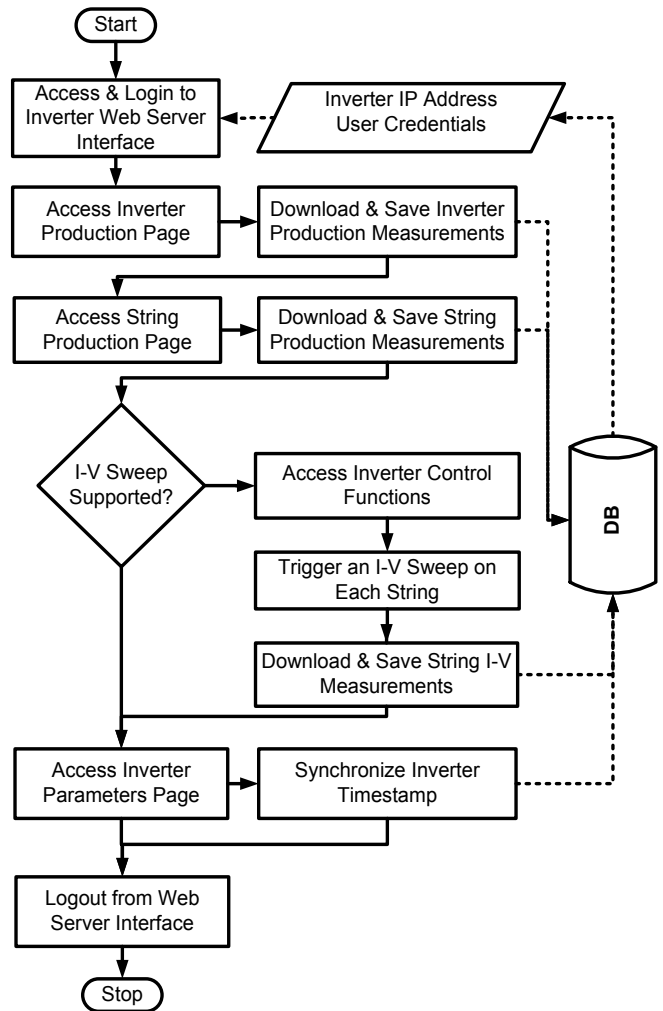 Start
Access & Login to
Inverter Web Server
Interface
Inverter IP Address
User Credentials
Access Inverter
Production Page
Download & Save Inverter
Production Measurements
Access String
Production Page
Download & Save String
Production Measurements
I-V Sweep
Supported?
Access Inverter Control
Functions
DB
Trigger an I-V Sweep on
Each String
Download & Save String I-V
Measurements
Access Inverter
Parameters Page
Synchronize Inverter
Timestamp
Logout from Web
Server Interface
Stop